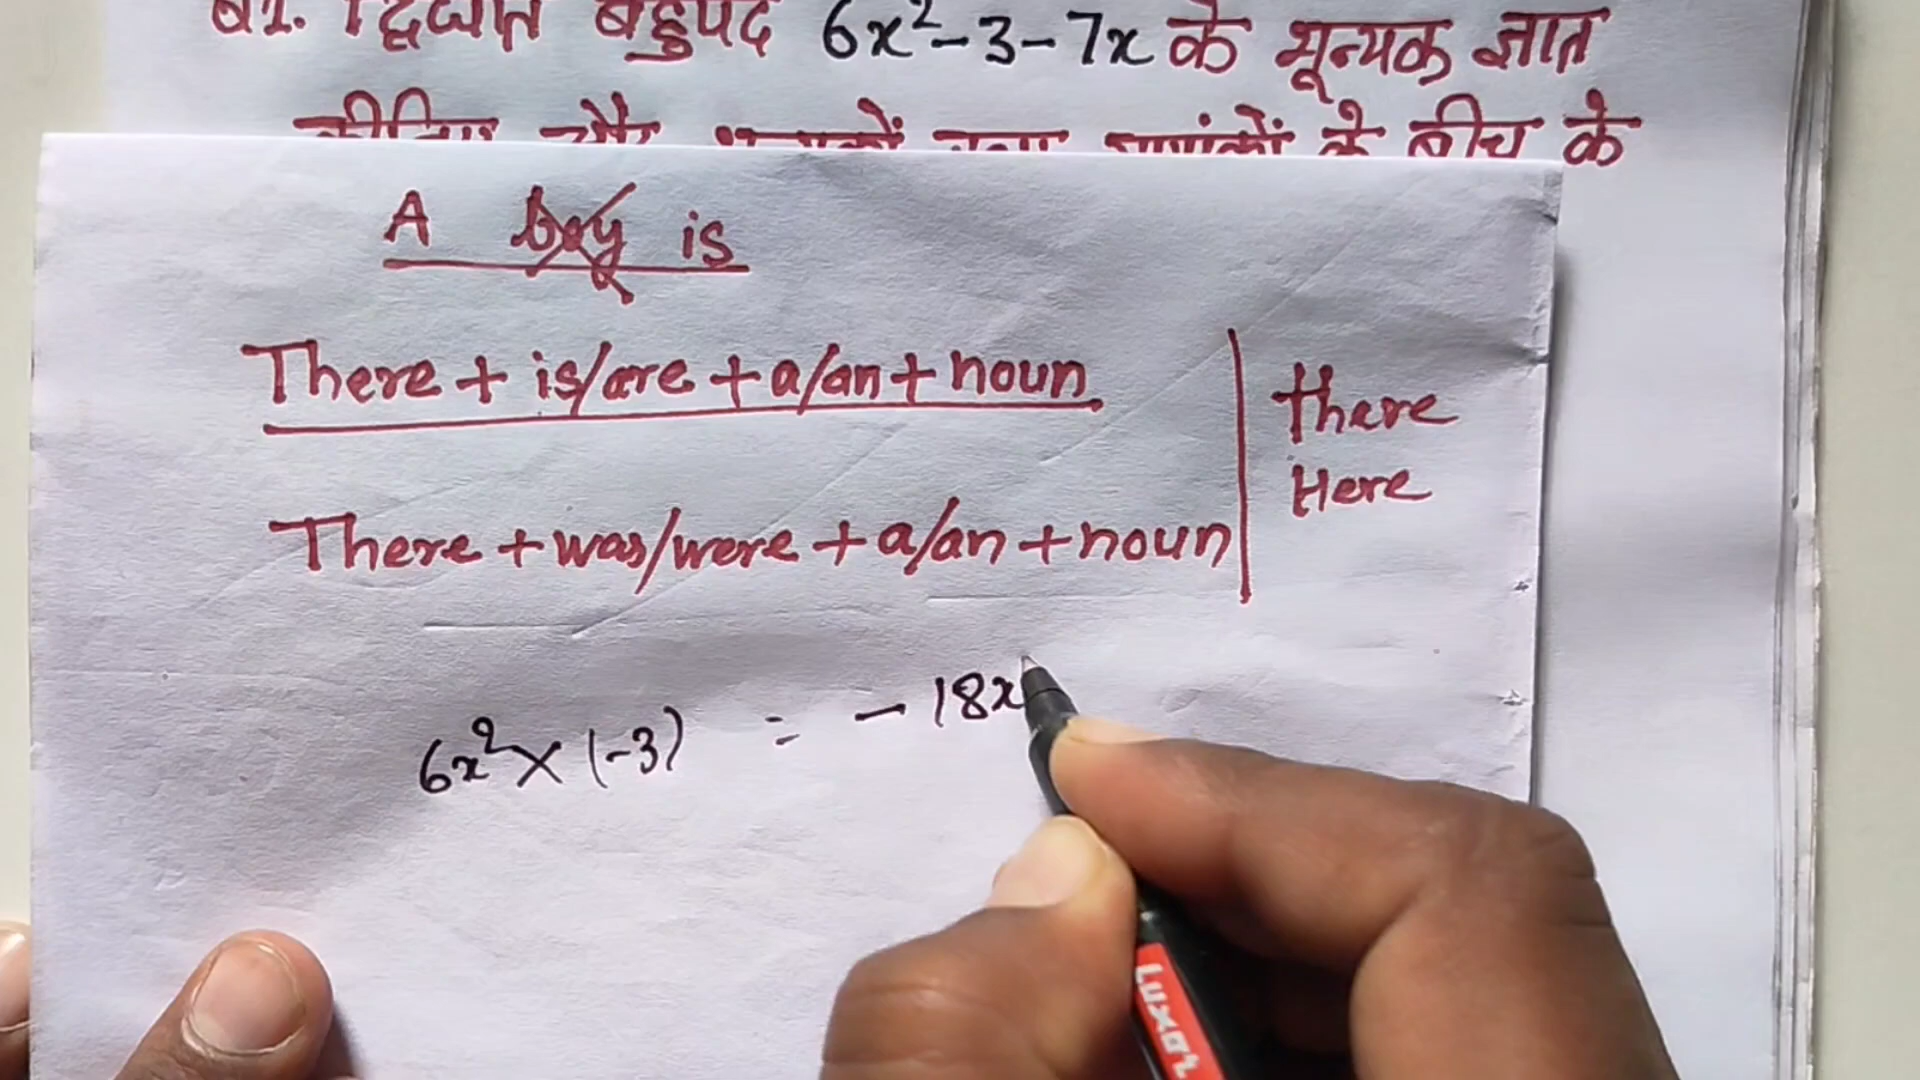 द्विघात बहुपद 6x²-3-7x के शून्यक ज्ञात
के बीच के
A boy is
There + is/are + a/an + noun
There
Here
There + was/were + a/an + noun
6x² × (-3) = - 18x
LUXOR